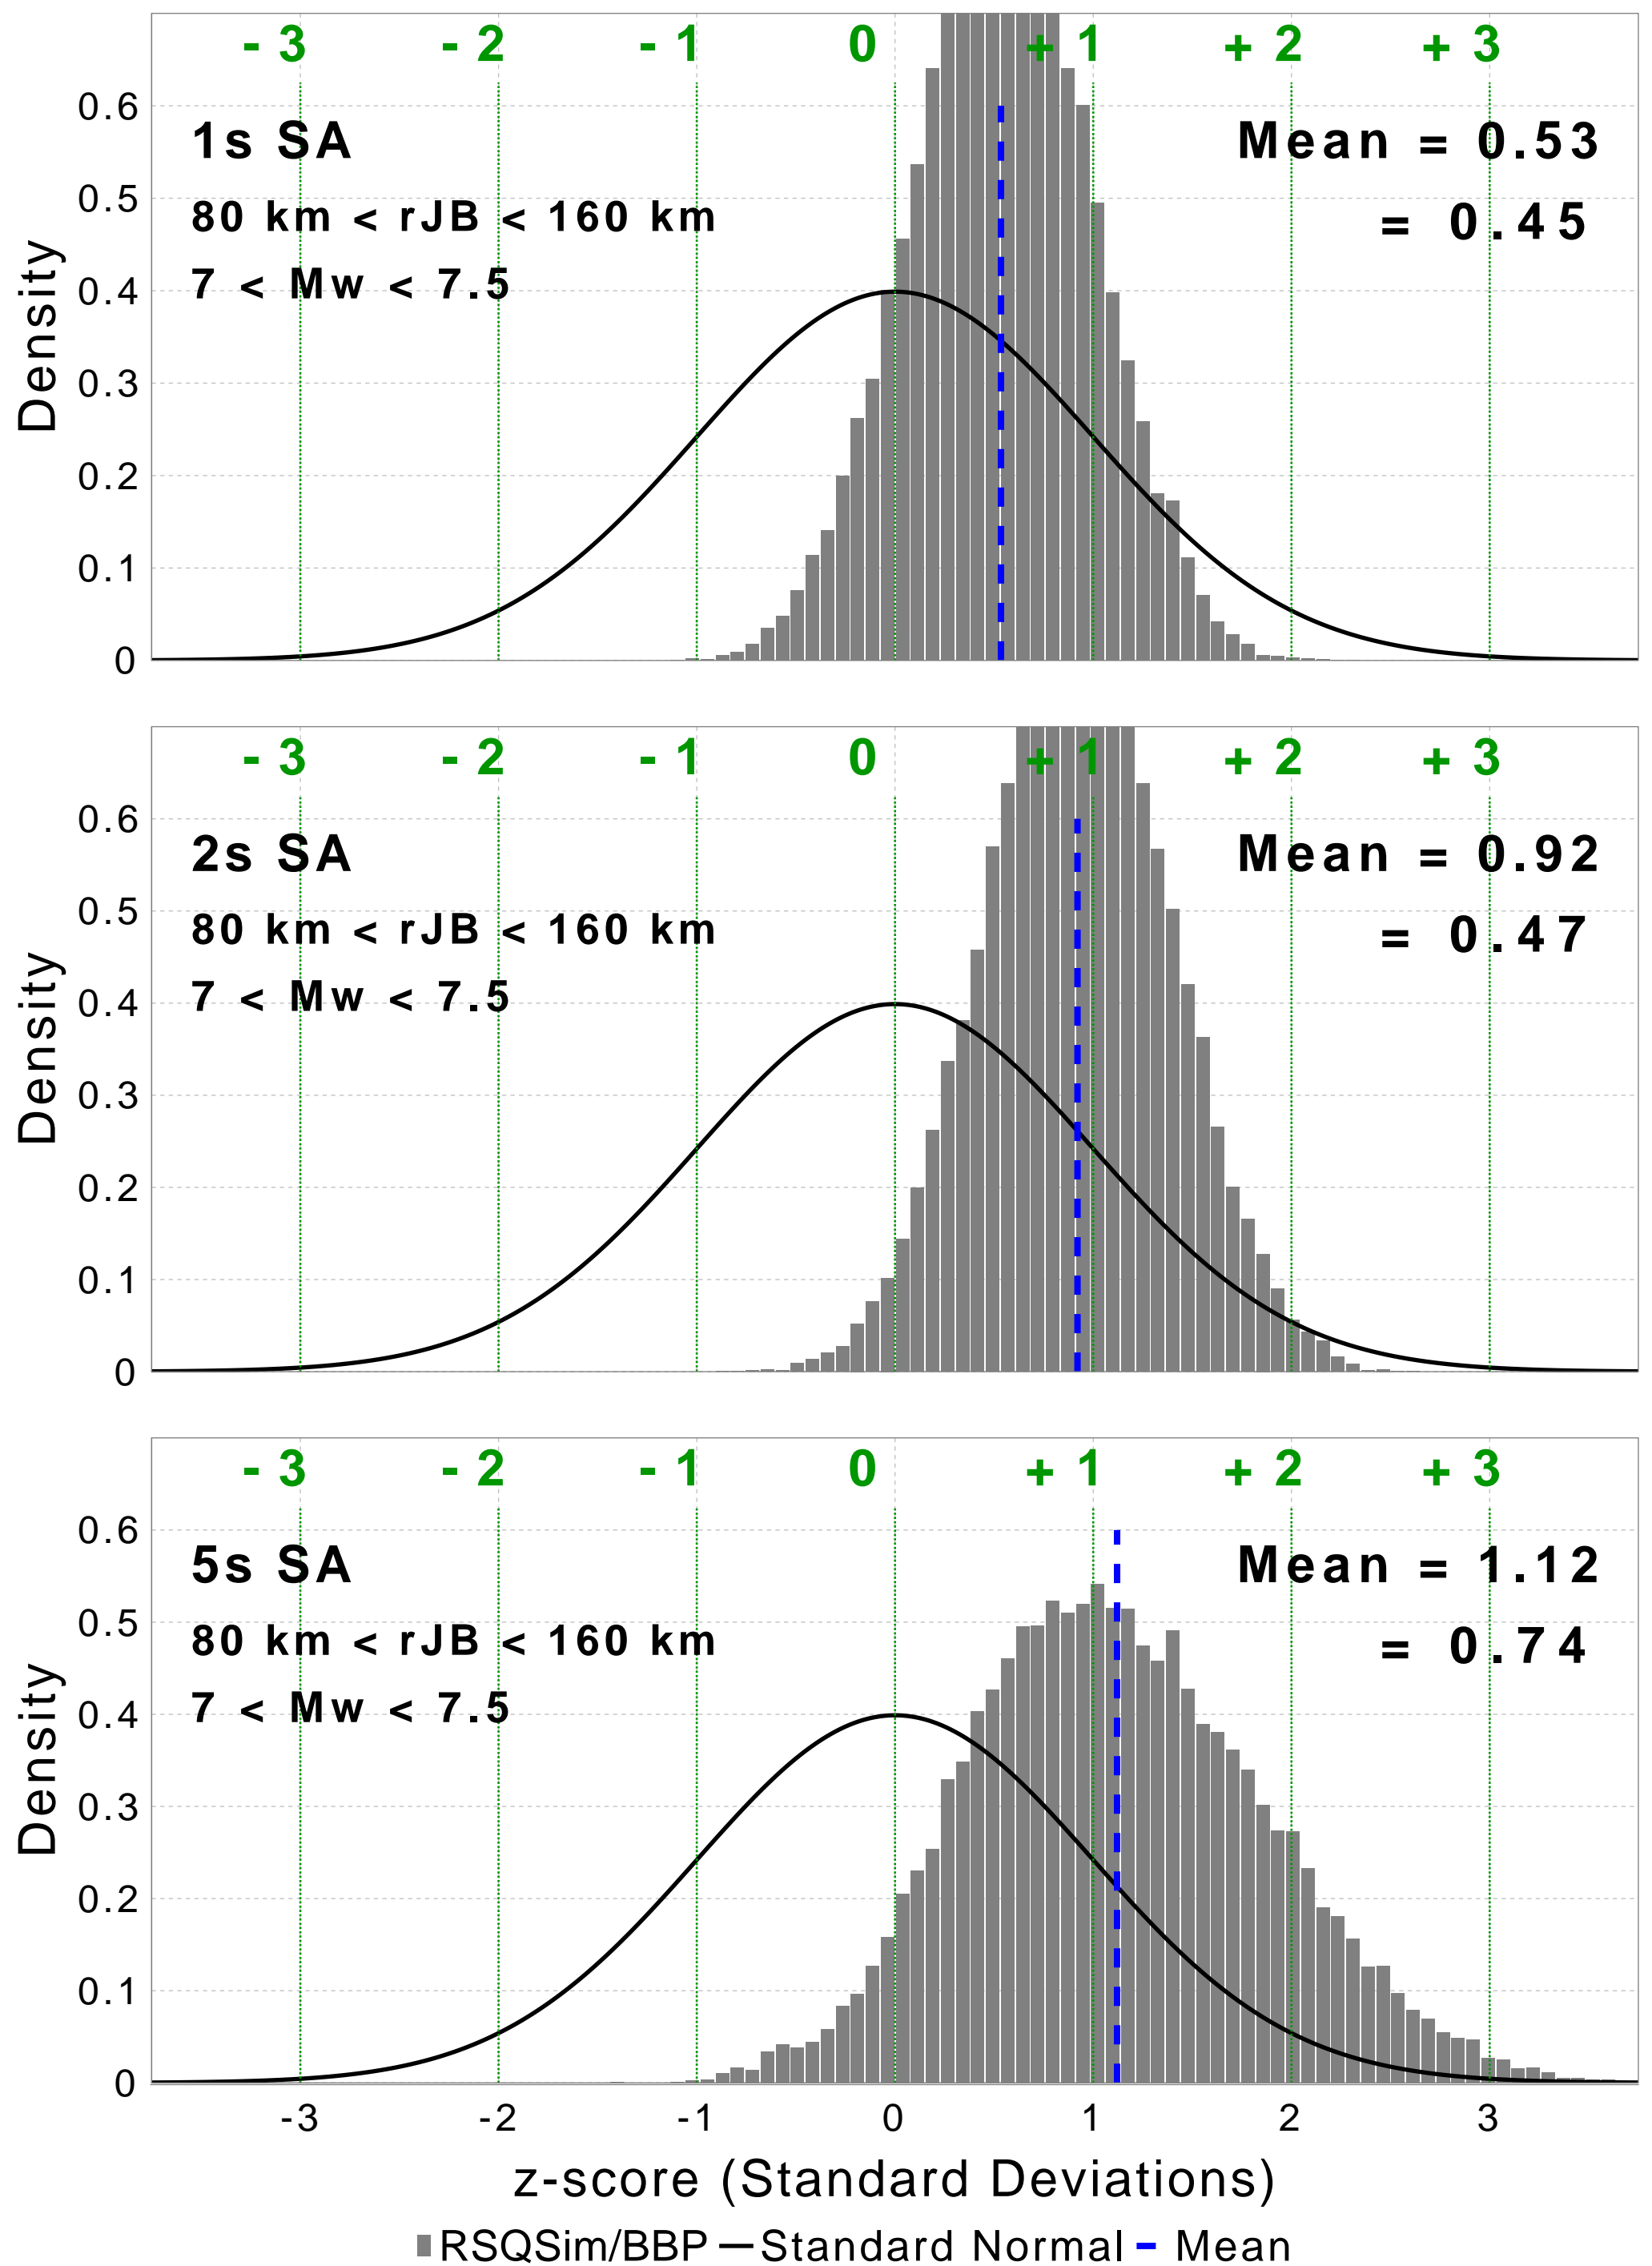 - 3 - 2 - 1 0 + 1 + 2 + 3
0.6
1s SA Mean = 0.53
0.5
80 km < rJB < 160 km = 0.45
7 < Mw < 7.5
0.4
0.3
0.2
0.1
0
Density
- 3 - 2 - 1 0 + 1 + 2 + 3
0.6
2s SA Mean = 0.92
0.5
80 km < rJB < 160 km = 0.47
7 < Mw < 7.5
0.4
0.3
0.2
0.1
0
Density
- 3 - 2 - 1 0 + 1 + 2 + 3
0.6
5s SA Mean = 1.12
0.5
80 km < rJB < 160 km = 0.74
7 < Mw < 7.5
0.4
0.3
0.2
0.1
0
Density
-3 -2 -1 0 1 2 3
z-score (Standard Deviations)
RSQSim/BBP Standard Normal Mean